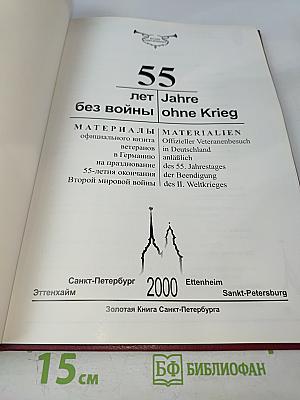 55
лет
без войны
Jahre
ohne Krieg
МАТЕРИАЛЫ
официального визита
ветеранов
в Германию
на празднование
55-летия окончания
Второй мировой войны
MATERIALIEN
Offizieller Veteranenbesuch
in Deutschland
anläßlich
des 55. Jahrestages
der Beendigung
des II. Weltkrieges
Санкт-Петербург
Эттенхайм
2000
Ettenheim
Sankt-Petersburg
Золотая Книга Санкт-Петербурга
15 см
БФ БИБЛИОФАН